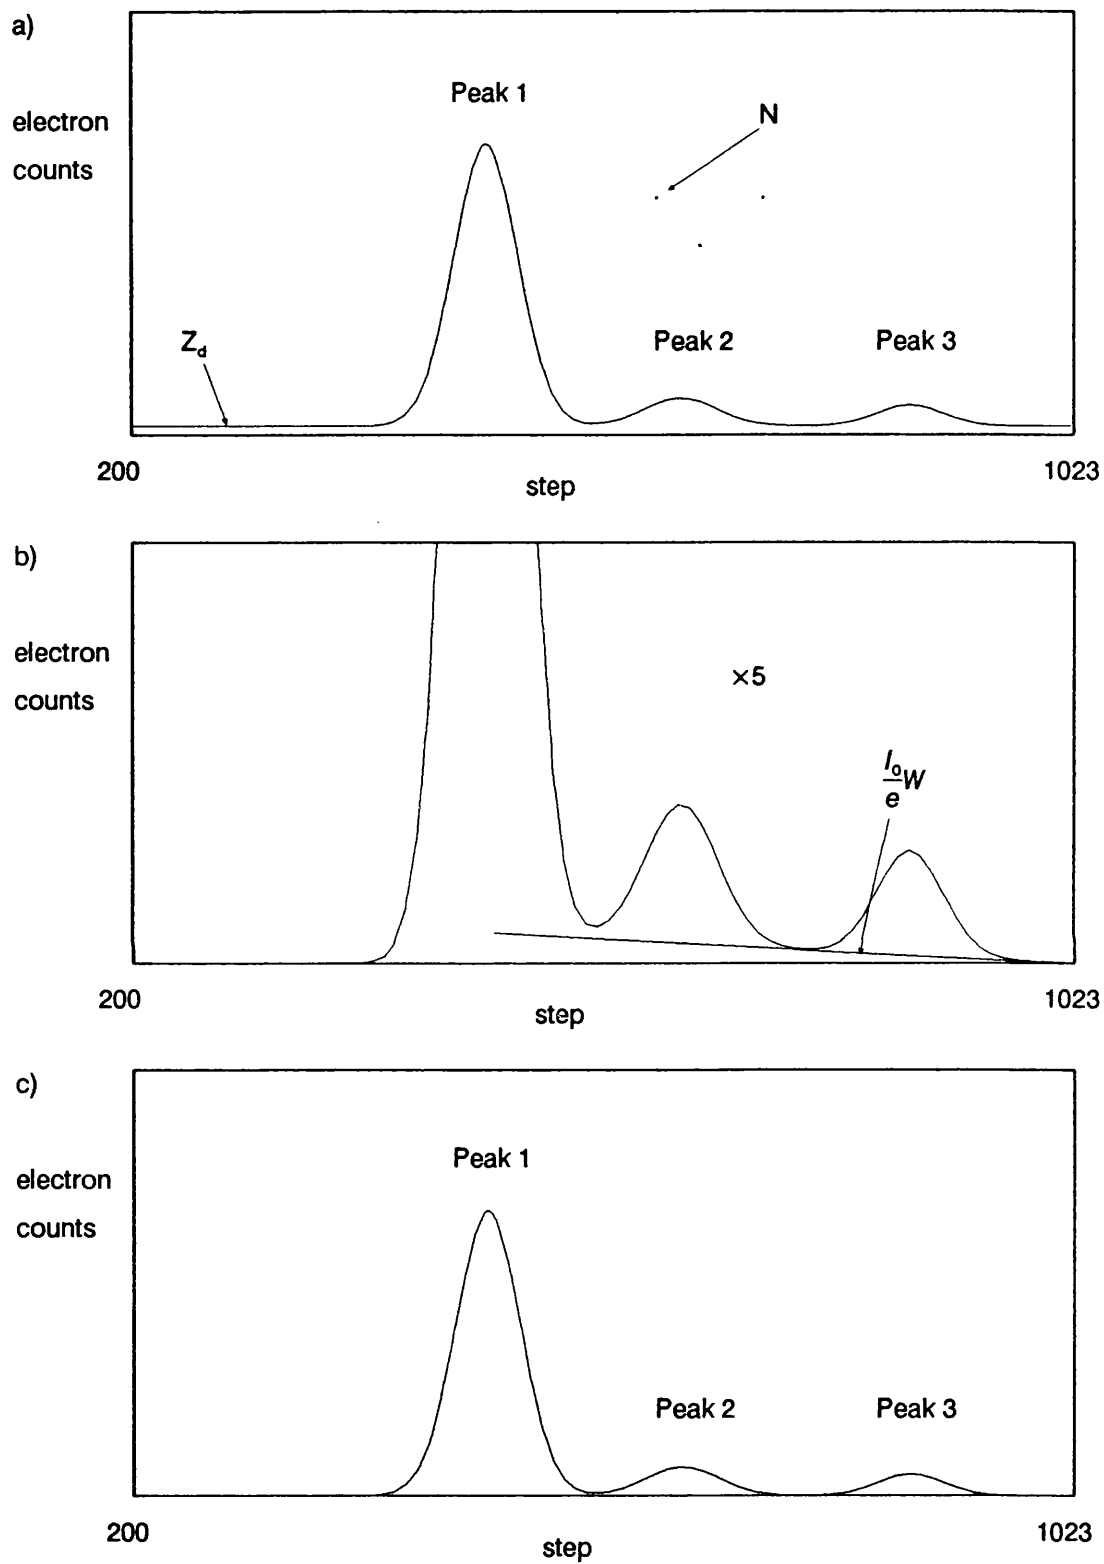 a)
Peak 1
N
electron
counts
Z_d
Peak 2
Peak 3
200
1023
step
b)
electron
×5
counts
I_0/e W
200
1023
step
c)
Peak 1
electron
counts
Peak 2
Peak 3
200
1023
step